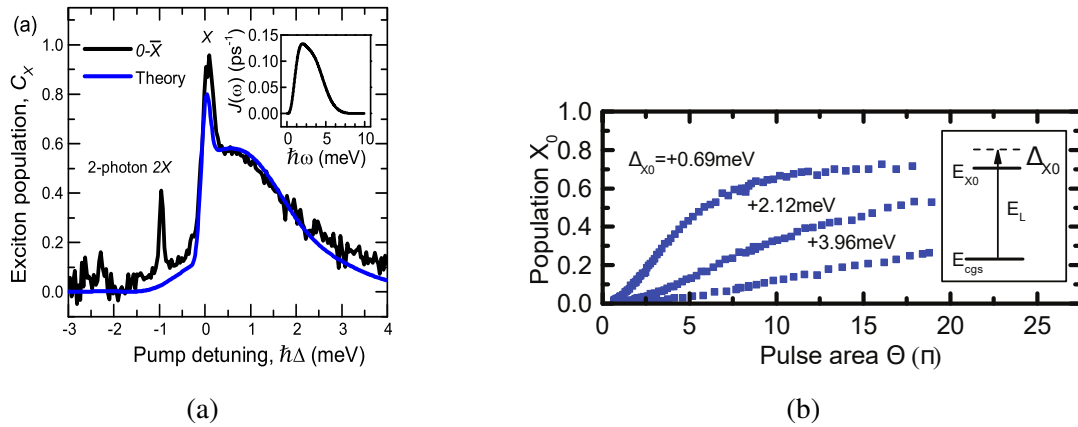 (a)
0-X̄
Theory
X
2-photon 2X
Exciton population, C_X
1.0
0.8
0.6
0.4
0.2
0.0
-3 -2 -1 0 1 2 3 4
Pump detuning, ℏΔ (meV)
J(ω) (ps⁻¹)
0.15
0.10
0.05
0.00
0 5 10
ℏω (meV)
(a)
Population X₀
1.0
0.8
0.6
0.4
0.2
0.0
Δ_X0=+0.69meV
+2.12meV
+3.96meV
E_X0
Δ_X0
E_L
E_cgs
0 5 10 15 20 25
Pulse area Θ (π)
(b)